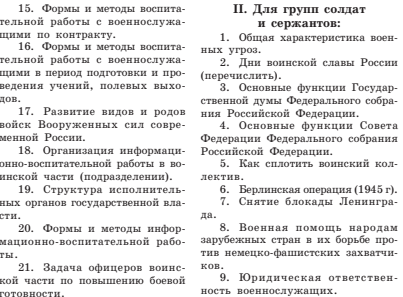 15. Формы и методы воспита-
тельной работы с военнослужа-
щими по контракту.
16. Формы и методы воспита-
тельной работы с военнослужа-
щими в период подготовки и про-
ведения учений, полевых выхо-
дов.
17. Развитие видов и родов
войск Вооруженных сил совре-
менной России.
18. Организация информаци-
онно-воспитательной работы в во-
инской части (подразделении).
19. Структура исполнитель-
ных органов государственной вла-
сти.
20. Формы и методы инфор-
мационно-воспитательной рабо-
ты.
21. Задача офицеров воинс-
кой части по повышению боевой
готовности.
II. Для групп солдат
и сержантов:
1. Общая характеристика воен-
ных угроз.
2. Дни воинской славы России
(перечислить).
3. Основные функции Государ-
ственной думы Федерального собра-
ния Российской Федерации.
4. Основные функции Совета
Федерации Федерального собрания
Российской Федерации.
5. Как сплотить воинский кол-
лектив.
6. Берлинская операция (1945 г).
7. Снятие блокады Ленингра-
да.
8. Военная помощь народам
зарубежных стран в их борьбе про-
тив немецко-фашистских захватчи-
ков.
9. Юридическая ответствен-
ность военнослужащих.